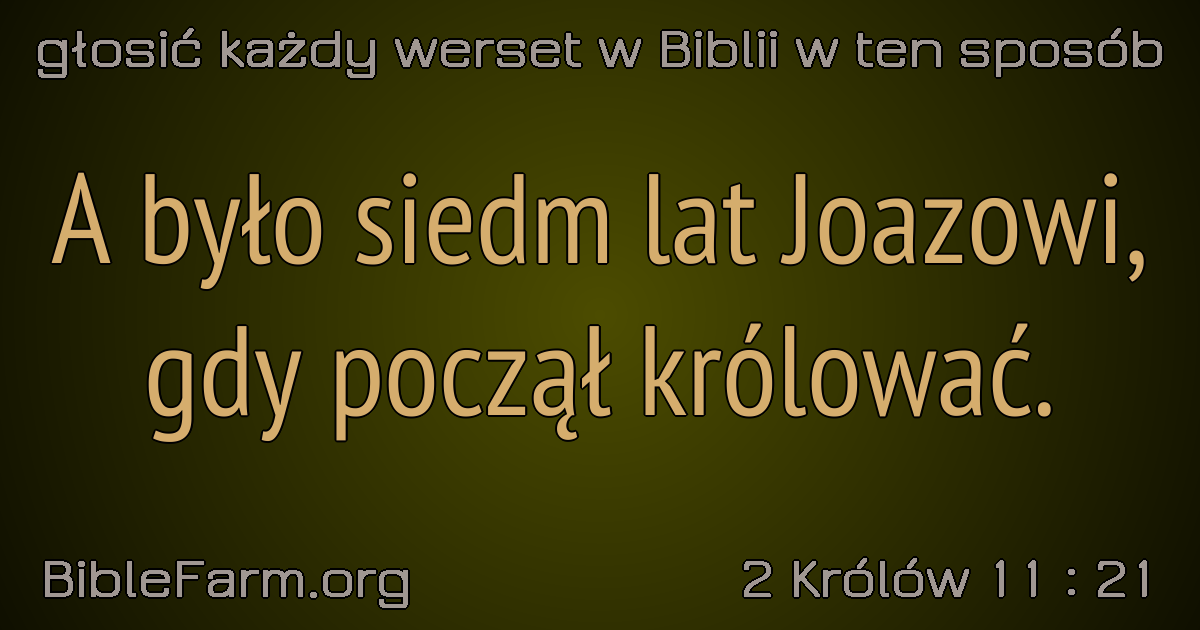 głosić każdy werset w Biblii w ten sposób
A było siedm lat Joazowi,
gdy począł królować.
BibleFarm.org
2 Królów 11 : 21